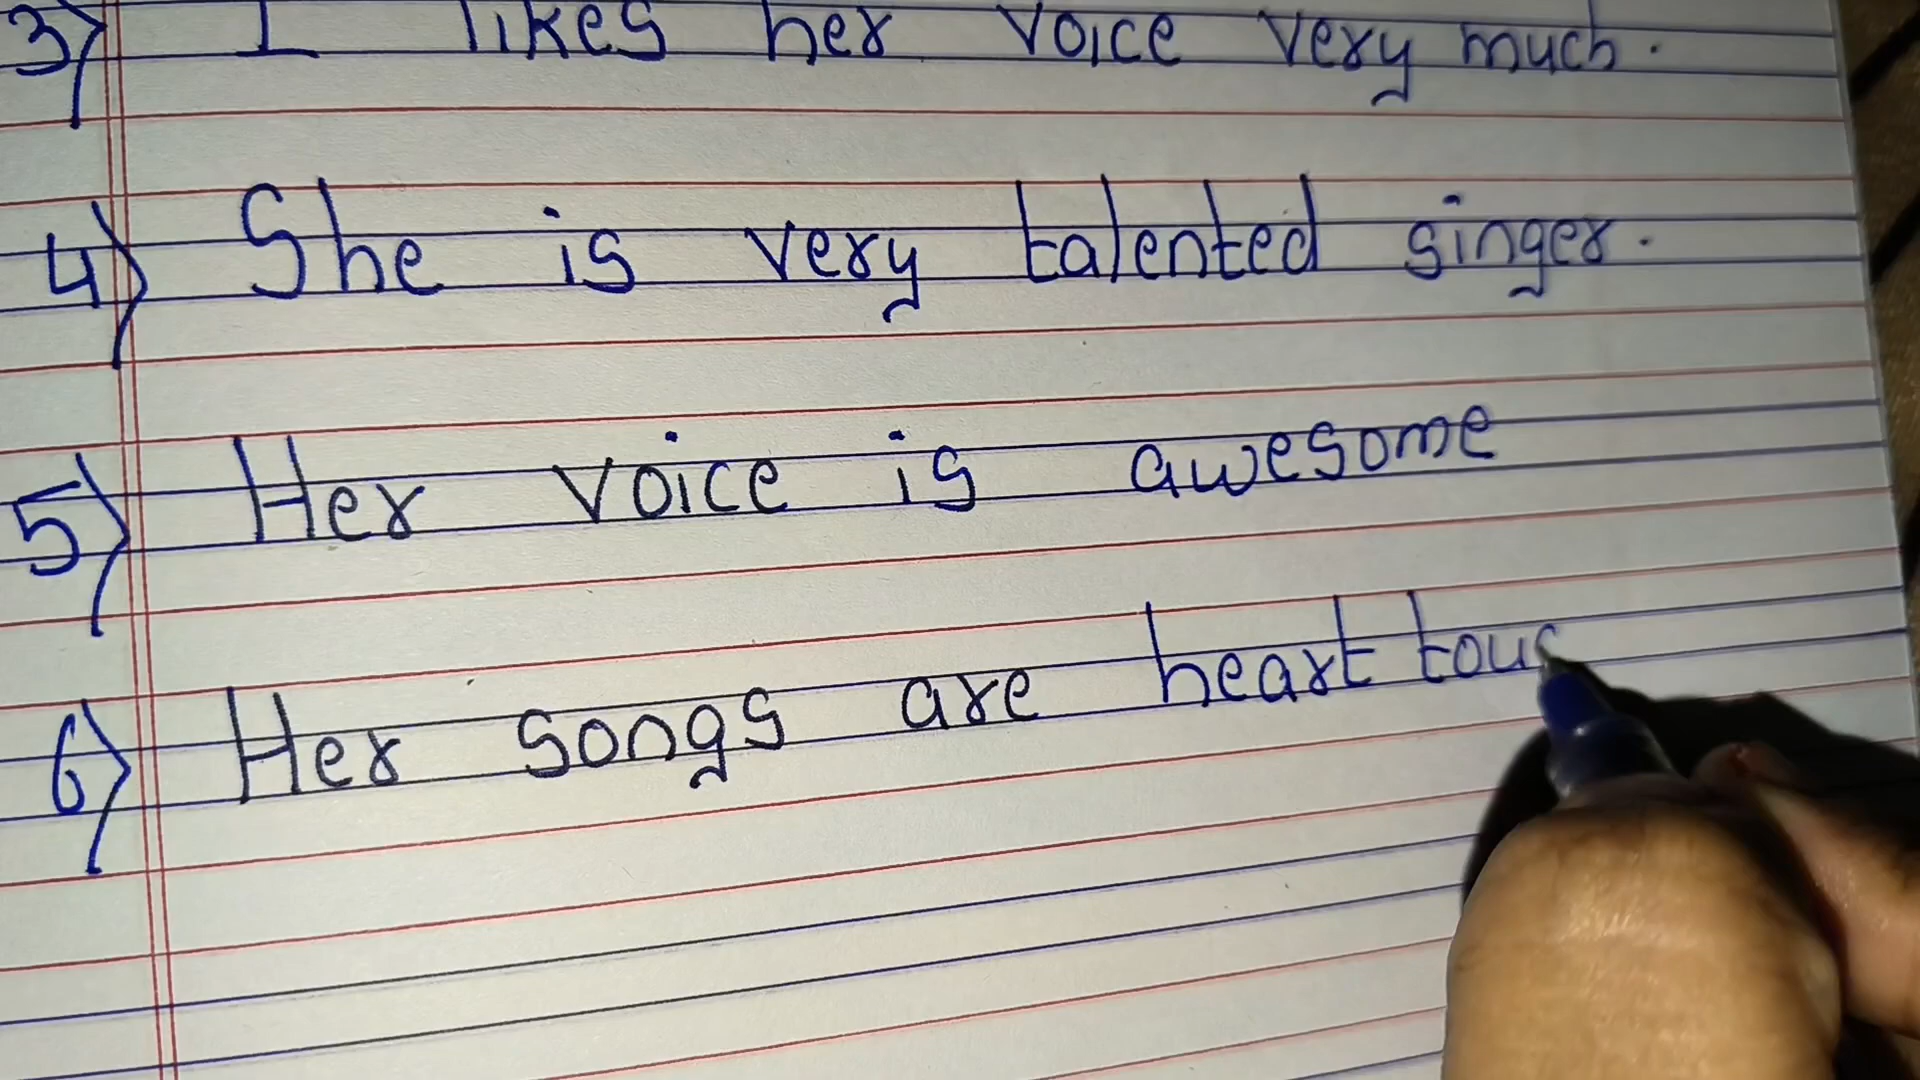 3) I likes her voice very much.
4) She is very talented singer.
5) Her voice is awesome
6) Her songs are heart touc